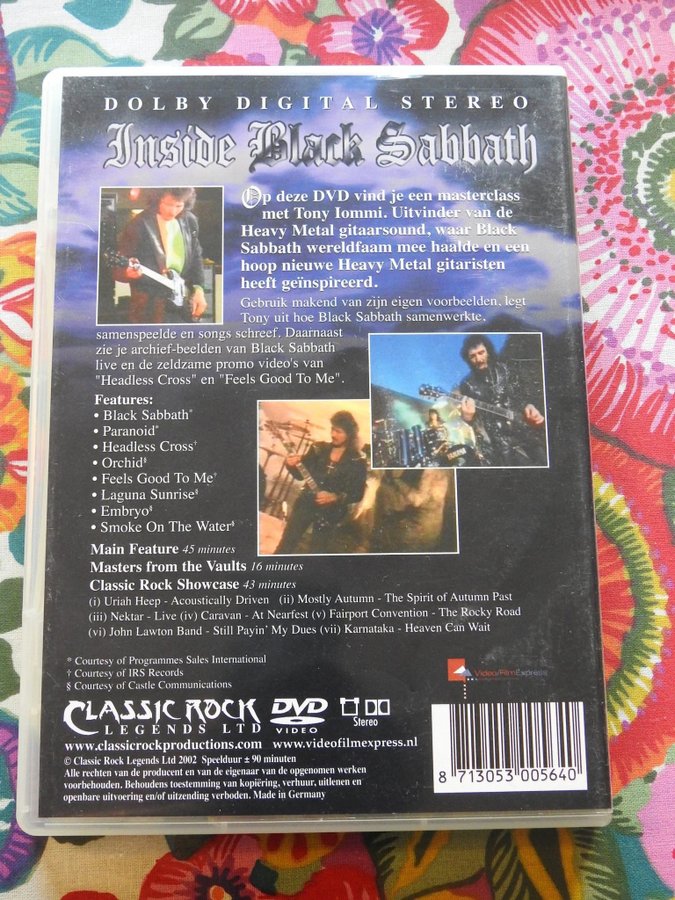 DOLBY DIGITAL STEREO
Inside Black Sabbath
Op deze DVD vind je een masterclass
met Tony Iommi. Uitvinder van de
Heavy Metal gitaarsound, waar Black
Sabbath wereldfaam mee haalde en een
hoop nieuwe Heavy Metal gitaristen
heeft geïnspireerd.
Gebruik makend van zijn eigen voorbeelden, legt
Tony uit hoe Black Sabbath samenwerkte,
samenspeelde en songs schreef. Daarnaast
zie je archief-beelden van Black Sabbath
live en de zeldzame promo video's van
"Headless Cross" en "Feels Good To Me".
Features:
• Black Sabbath*
• Paranoid*
• Headless Cross†
• Orchid§
• Feels Good To Me†
• Laguna Sunrise§
• Embryo§
• Smoke On The Water§
Main Feature 45 minutes
Masters from the Vaults 16 minutes
Classic Rock Showcase 43 minutes
(i) Uriah Heep - Acoustically Driven (ii) Mostly Autumn - The Spirit of Autumn Past
(iii) Nektar - Live (iv) Caravan - At Nearfest (v) Fairport Convention - The Rocky Road
(vi) John Lawton Band - Still Payin' My Dues (vii) Karnataka - Heaven Can Wait
* Courtesy of Programmes Sales International
† Courtesy of IRS Records
§ Courtesy of Castle Communications
Video/FilmExpress
CLASSIC ROCK
LEGENDS LTD
DVD
VIDEO
Stereo
www.classicrockproductions.com www.videofilmexpress.nl
© Classic Rock Legends Ltd 2002 Speelduur ± 90 minuten
Alle rechten van de producent en van de eigenaar van de opgenomen werken
voorbehouden. Behoudens toestemming van kopiëring, verhuur, uitlenen en
openbare uitvoering en/of uitzending verboden. Made in Germany
8 713053 005640